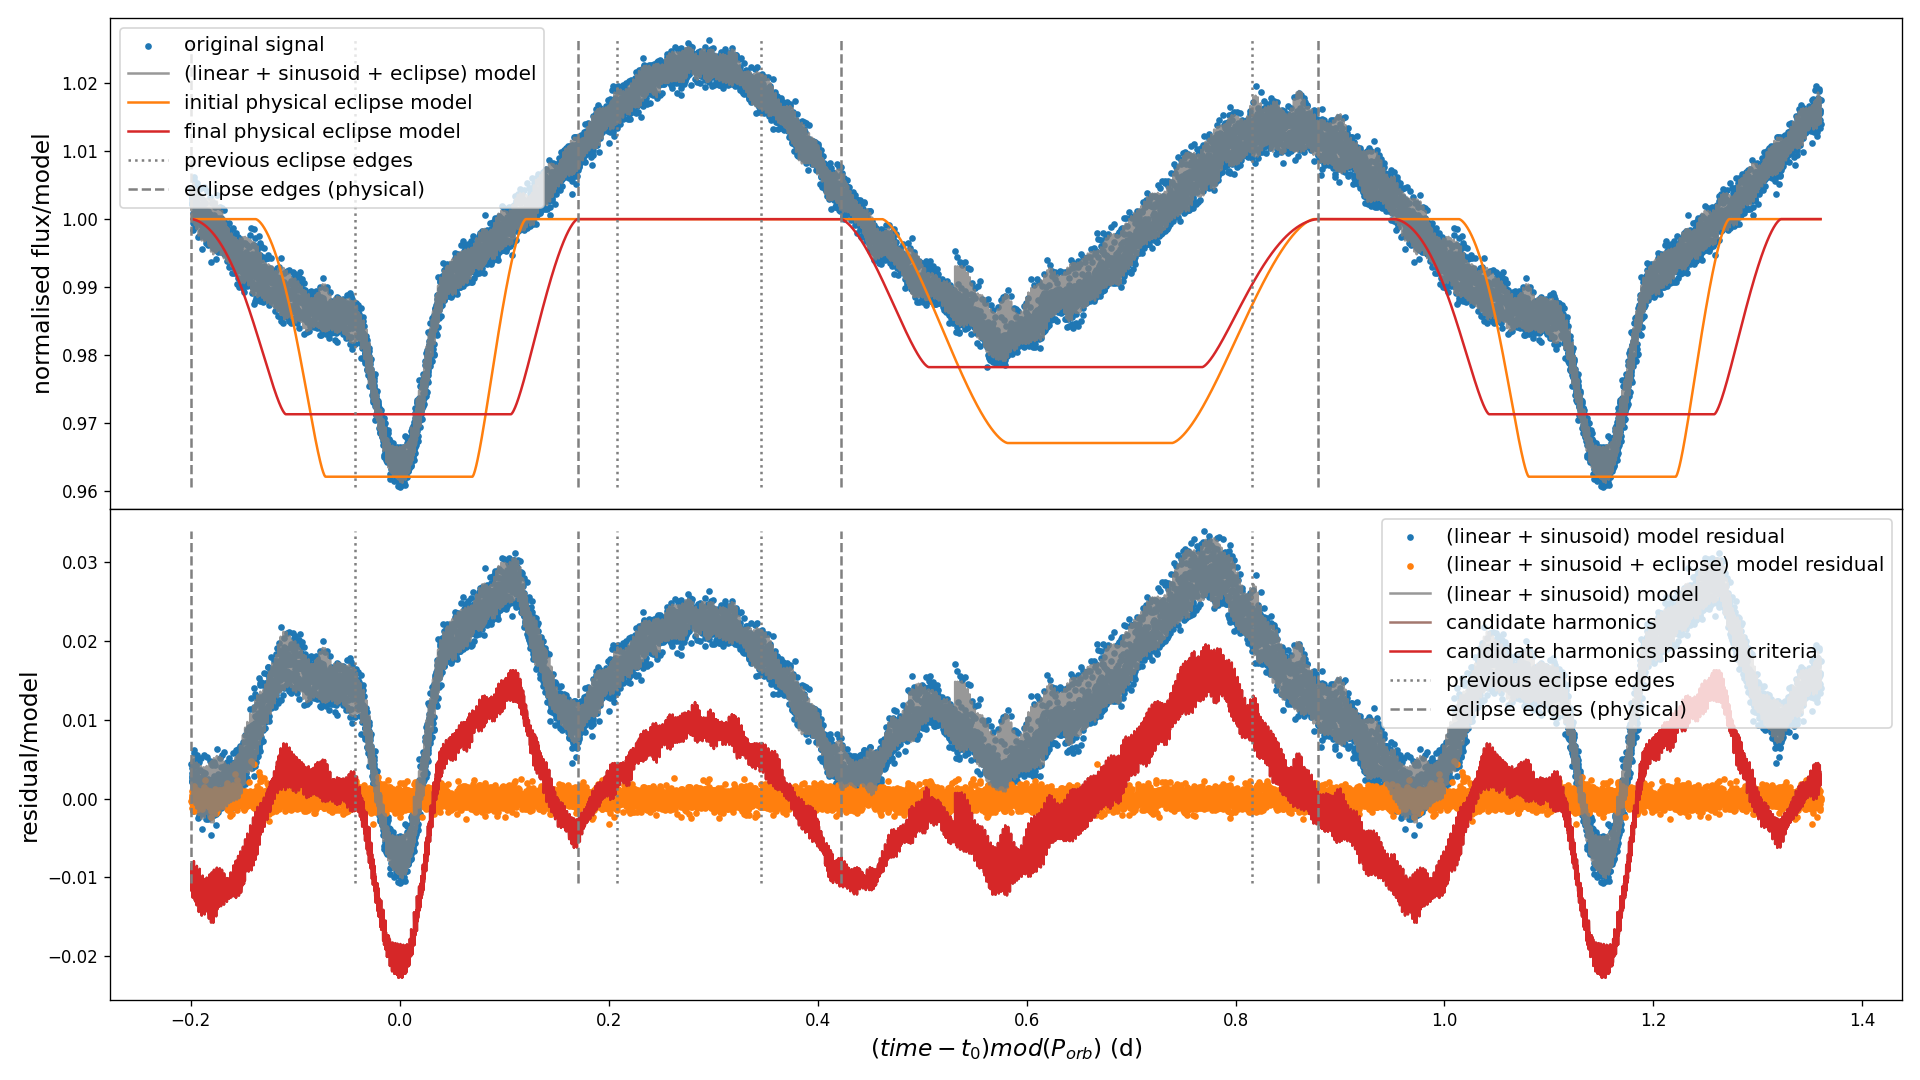 original signal
(linear + sinusoid + eclipse) model
initial physical eclipse model
final physical eclipse model
previous eclipse edges
eclipse edges (physical)
normalised flux/model
1.02
1.01
1.00
0.99
0.98
0.97
0.96
(linear + sinusoid) model residual
(linear + sinusoid + eclipse) model residual
(linear + sinusoid) model
candidate harmonics
candidate harmonics passing criteria
previous eclipse edges
eclipse edges (physical)
residual/model
0.03
0.02
0.01
0.00
−0.01
−0.02
−0.2 0.0 0.2 0.4 0.6 0.8 1.0 1.2 1.4
(time − t₀)mod(P_orb) (d)